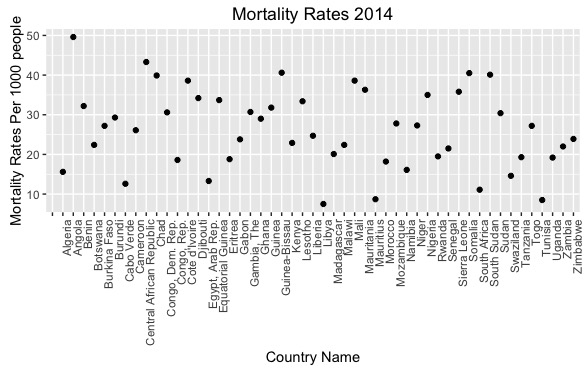 Mortality Rates 2014
Mortality Rates Per 1000 people
50
40
30
20
10
Algeria
Angola
Benin
Botswana
Burkina Faso
Burundi
Cabo Verde
Cameroon
Central African Republic
Chad
Congo, Dem. Rep.
Congo, Rep.
Cote d'Ivoire
Djibouti
Egypt, Arab Rep.
Equatorial Guinea
Eritrea
Gabon
Gambia, The
Ghana
Guinea
Guinea-Bissau
Kenya
Lesotho
Liberia
Libya
Madagascar
Malawi
Mali
Mauritania
Mauritius
Morocco
Mozambique
Namibia
Niger
Nigeria
Rwanda
Senegal
Sierra Leone
Somalia
South Africa
South Sudan
Sudan
Swaziland
Tanzania
Togo
Tunisia
Uganda
Zambia
Zimbabwe
Country Name